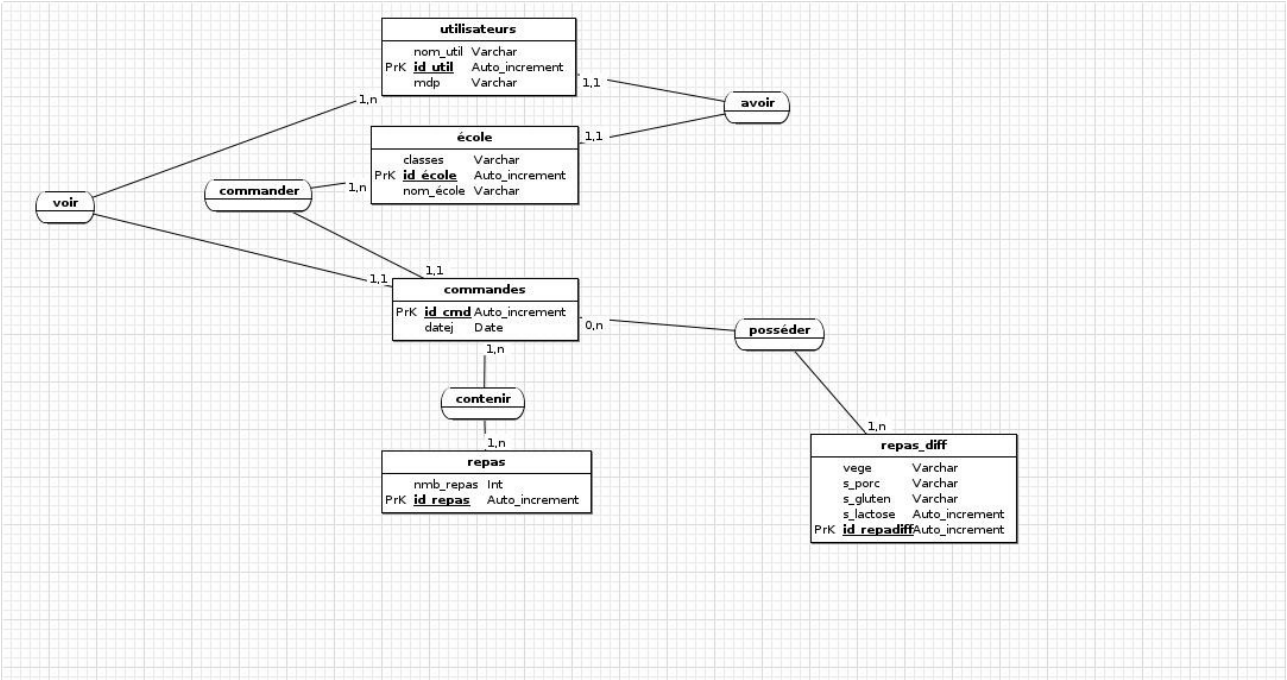 utilisateurs
nom_util Varchar
PrK id_util Auto_increment
mdp Varchar
1,1
avoir
1,n
école
1,1
classes Varchar
PrK id_école Auto_increment
nom_école Varchar
commander
1,n
voir
1,1
1,1
commandes
PrK id_cmd Auto_increment
datej Date
0,n
posséder
1,n
contenir
1,n
1,n
repas
nmb_repas Int
PrK id_repas Auto_increment
repas_diff
vege Varchar
s_porc Varchar
s_gluten Varchar
s_lactose Auto_increment
PrK id_repadiff Auto_increment